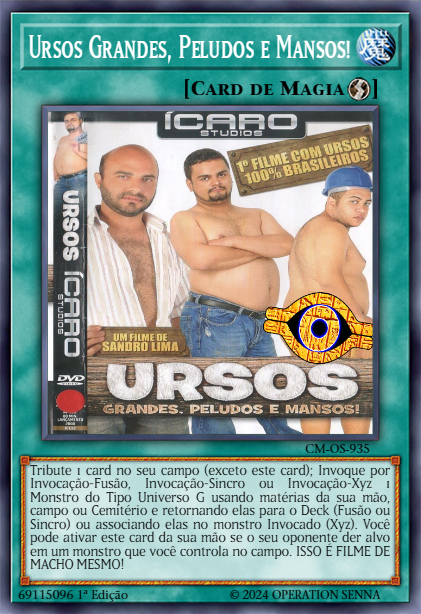 Ursos Grandes, Peludos e Mansos!
魔
[Card de Magia]
ÍCARO
STUDIOS
1º FILME COM URSOS
100% BRASILEIROS
URSOS
ÍCARO
STUDIOS
DVD
VIDEO
UM FILME DE
SANDRO LIMA
URSOS
GRANDES, PELUDOS E MANSOS!
CM-OS-935
Tribute 1 card no seu campo (exceto este card); Invoque por
Invocação-Fusão, Invocação-Sincro ou Invocação-Xyz 1
Monstro do Tipo Universo G usando matérias da sua mão,
campo ou Cemitério e retornando elas para o Deck (Fusão ou
Sincro) ou associando elas no monstro Invocado (Xyz). Você
pode ativar este card da sua mão se o seu oponente der alvo
em um monstro que você controla no campo. ISSO É FILME DE
MACHO MESMO!
69115096 1ª Edição
© 2024 OPERATION SENNA